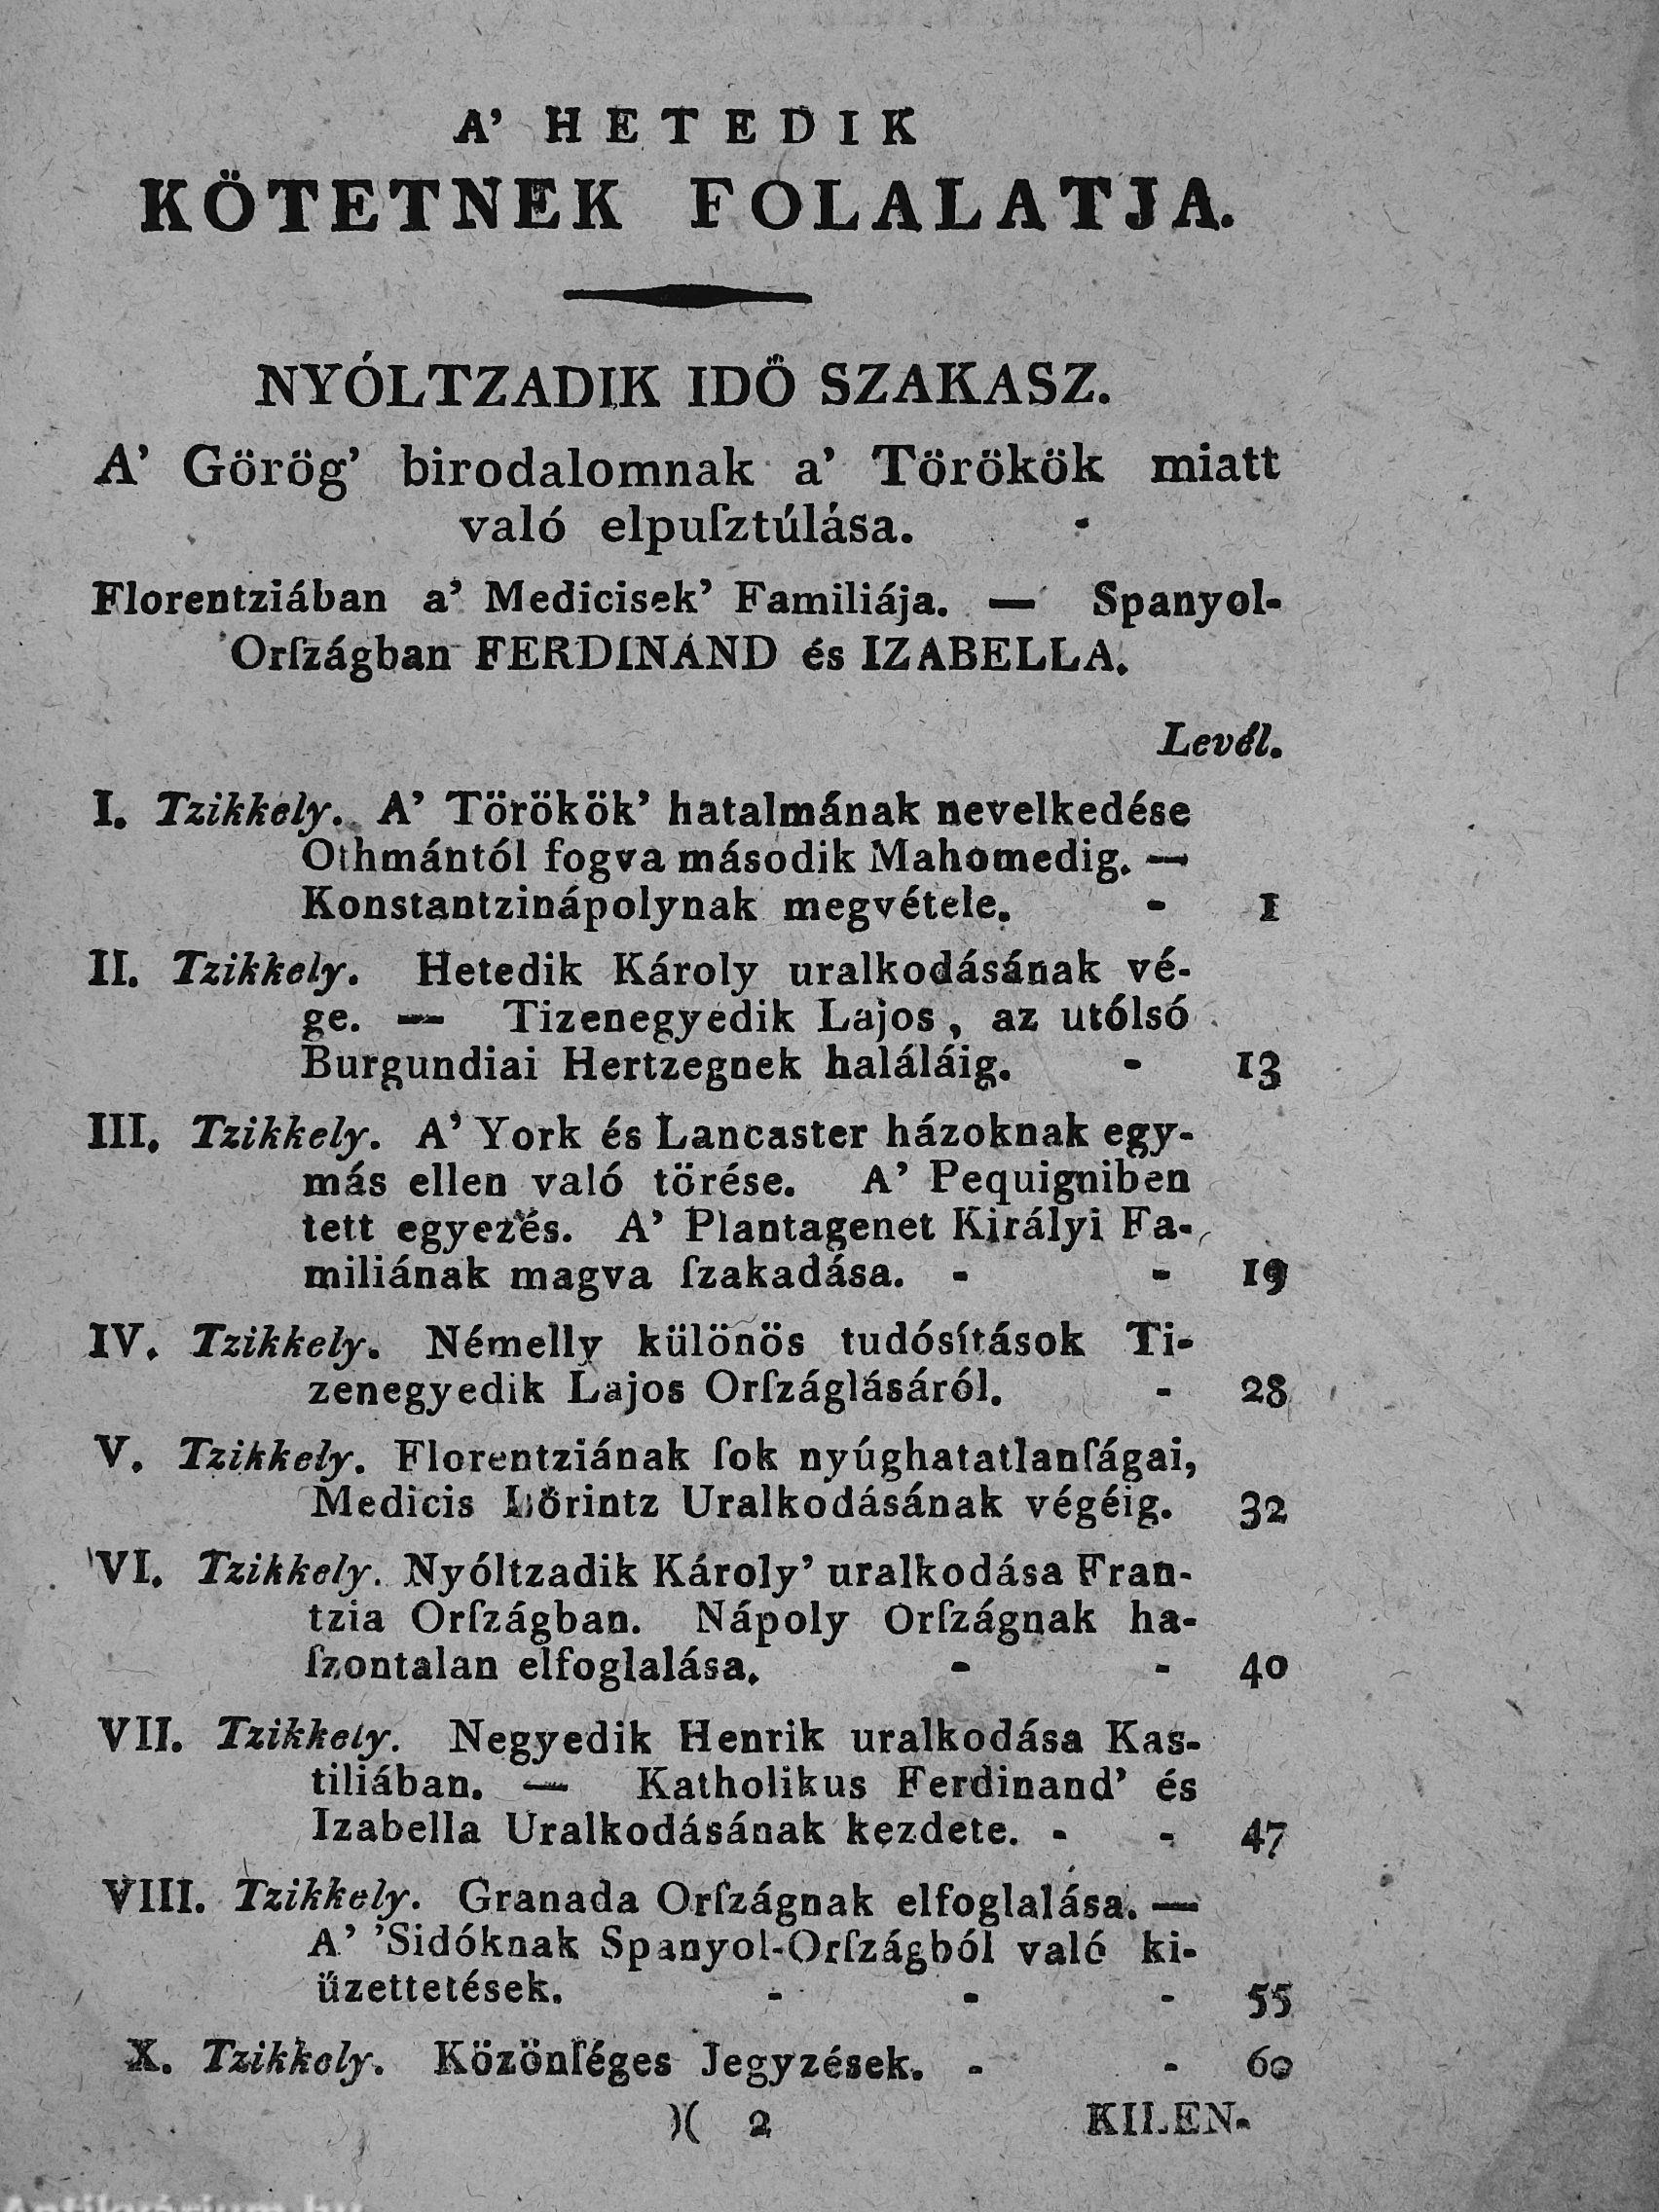 A’ HETEDIK
KÖTETNEK FOLALATJA.
NYÓLTZADIK IDŐ SZAKASZ.
A’ Görög’ birodalomnak a’ Törökök miatt
való elpuſztúlása.
Florentziában a’ Medicisek’ Familiája. — Spanyol-
Orſzágban FERDINÁND és IZABELLA.
Levél.
I. Tzikkely. A’ Törökök’ hatalmának nevelkedése
Othmántól fogva második Mahomedig. —
Konstantzinápolynak megvétele. - 1
II. Tzikkely. Hetedik Károly uralkodásának vé-
ge. — Tizenegyedik Lajos, az utólsó
Burgundiai Hertzegnek haláláig. - 13
III. Tzikkely. A’ York és Lancaster házoknak egy-
más ellen való törése. A’ Pequigniben
tett egyezés. A’ Plantagenet Királyi Fa-
miliának magva ſzakadása. - - 19
IV. Tzikkely. Némelly különös tudósítások Ti-
zenegyedik Lajos Orſzáglásáról. - 28
V. Tzikkely. Florentziának ſok nyúghatatlanſágai,
Medicis Lőrintz Uralkodásának végéig. 32
VI. Tzikkely. Nyóltzadik Károly’ uralkodása Fran-
tzia Orſzágban. Nápoly Orſzágnak ha-
ſzontalan elfoglalása. - - 40
VII. Tzikkely. Negyedik Henrik uralkodása Kas-
tiliában. — Katholikus Ferdinand’ és
Izabella Uralkodásának kezdete. - - 47
VIII. Tzikkely. Granada Orſzágnak elfoglalása. —
A’ ’Sidóknak Spanyol-Orſzágból való ki-
űzettetések. - - - 55
X. Tzikkely. Közönſéges Jegyzések. - - 60
)( 2 KILEN-
Antikvárium.hu